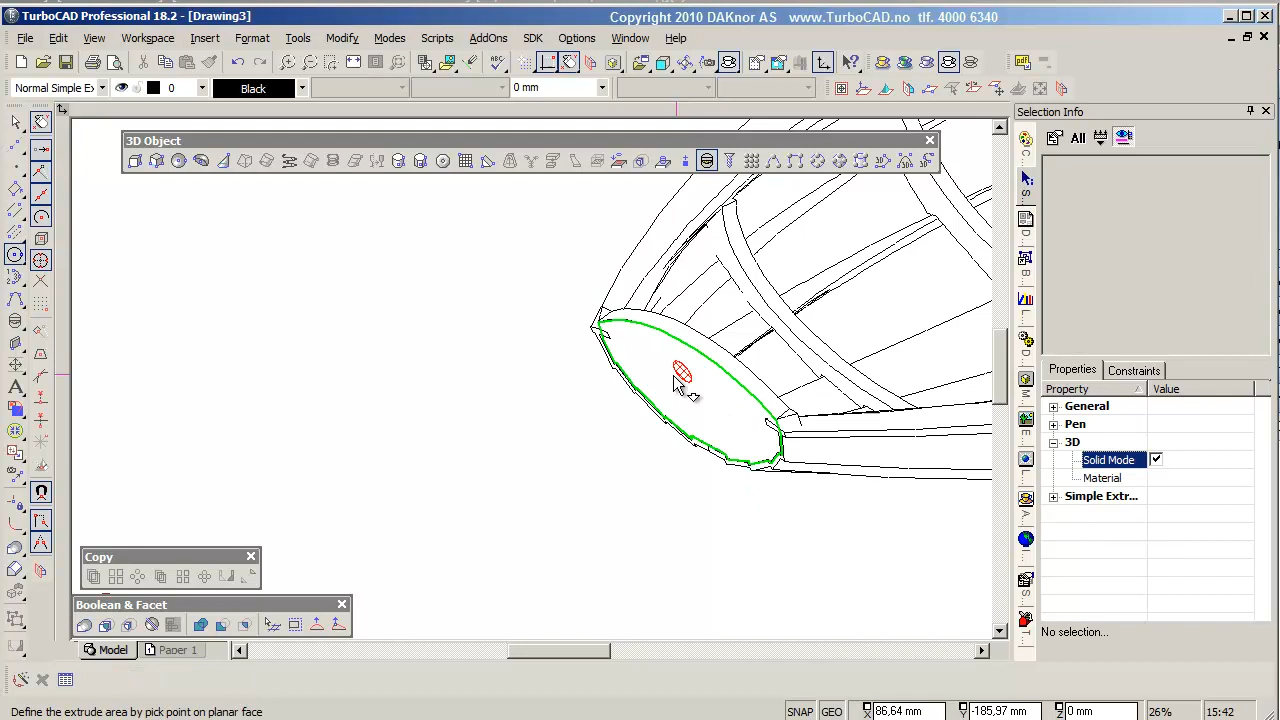 TurboCAD Professional 18.2 - [Drawing3]
Copyright 2010 DAKnor AS www.TurboCAD.no tlf. 4000 6340
File Edit View Workspace Insert Format Tools Modify Modes Scripts AddOns SDK Options Window Help
Normal Simple Ex 0 Black 0 mm
Selection Info
3D Object
All
Properties Constraints
Property Value
General
Pen
3D
Solid Mode
Material
Simple Extr...
Copy
Boolean & Facet
No selection...
Model Paper 1
Define the extrude area by pick point on planar face
SNAP GEO X 86,64 mm Y -185,97 mm Z 0 mm 26% 15:42